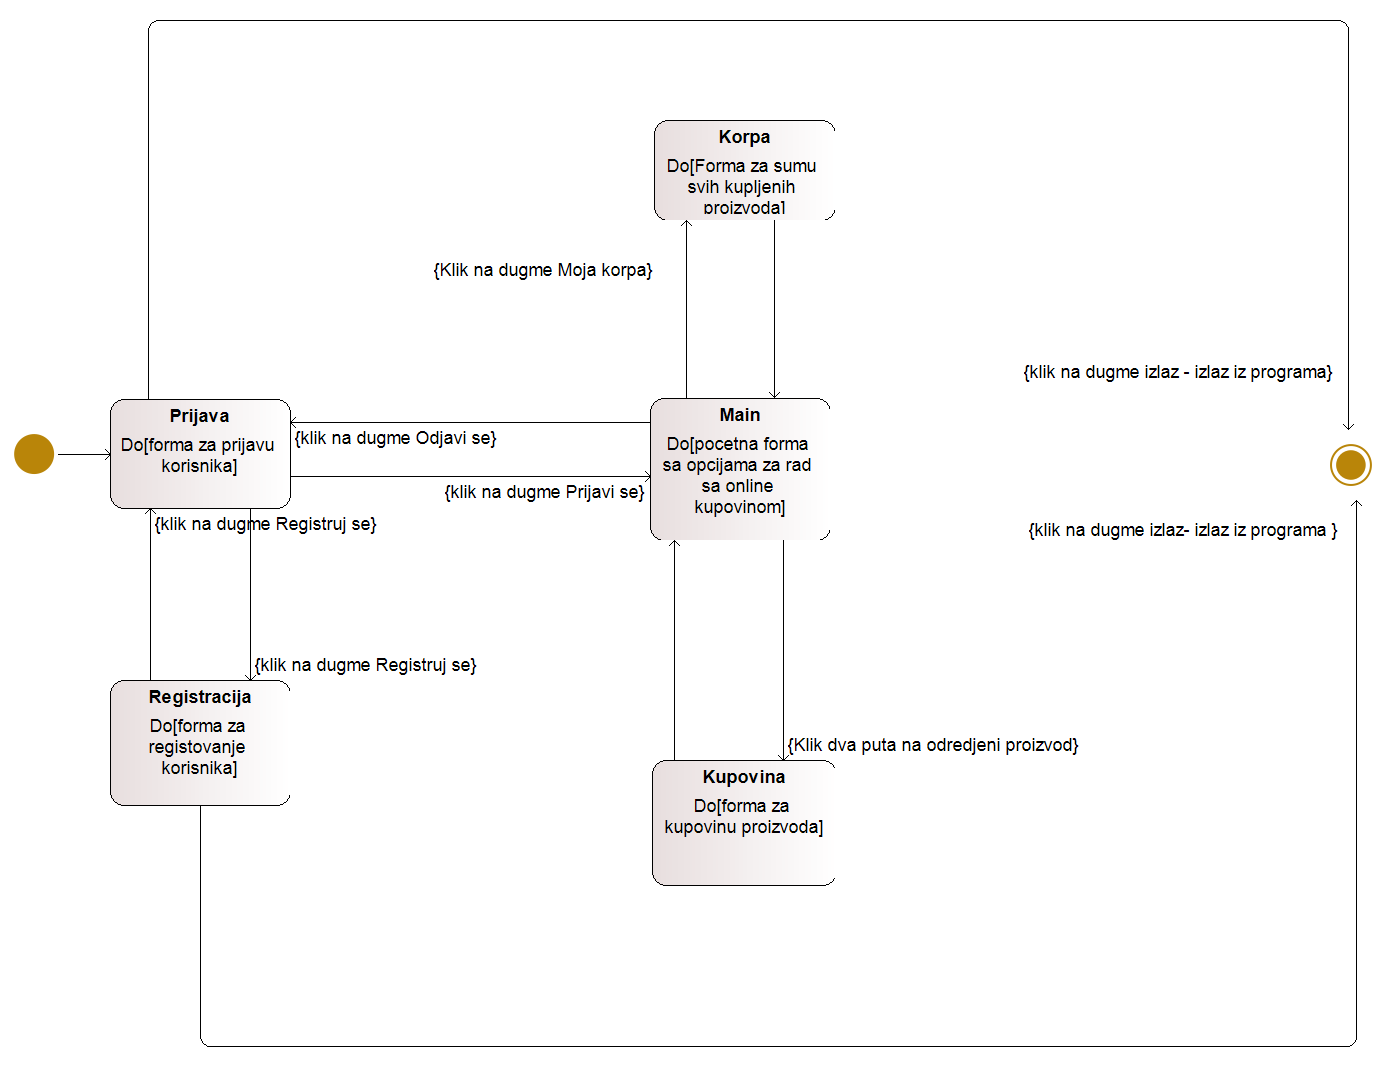 Korpa
Do[Forma za sumu
svih kupljenih
proizvoda]
{Klik na dugme Moja korpa}
{klik na dugme izlaz - izlaz iz programa}
Prijava
Do[forma za prijavu
korisnika]
{klik na dugme Odjavi se}
{klik na dugme Prijavi se}
Main
Do[pocetna forma
sa opcijama za rad
sa online
kupovinom]
{klik na dugme Registruj se}
{klik na dugme izlaz- izlaz iz programa }
{klik na dugme Registruj se}
Registracija
Do[forma za
registovanje
korisnika]
{Klik dva puta na odredjeni proizvod}
Kupovina
Do[forma za
kupovinu proizvoda]